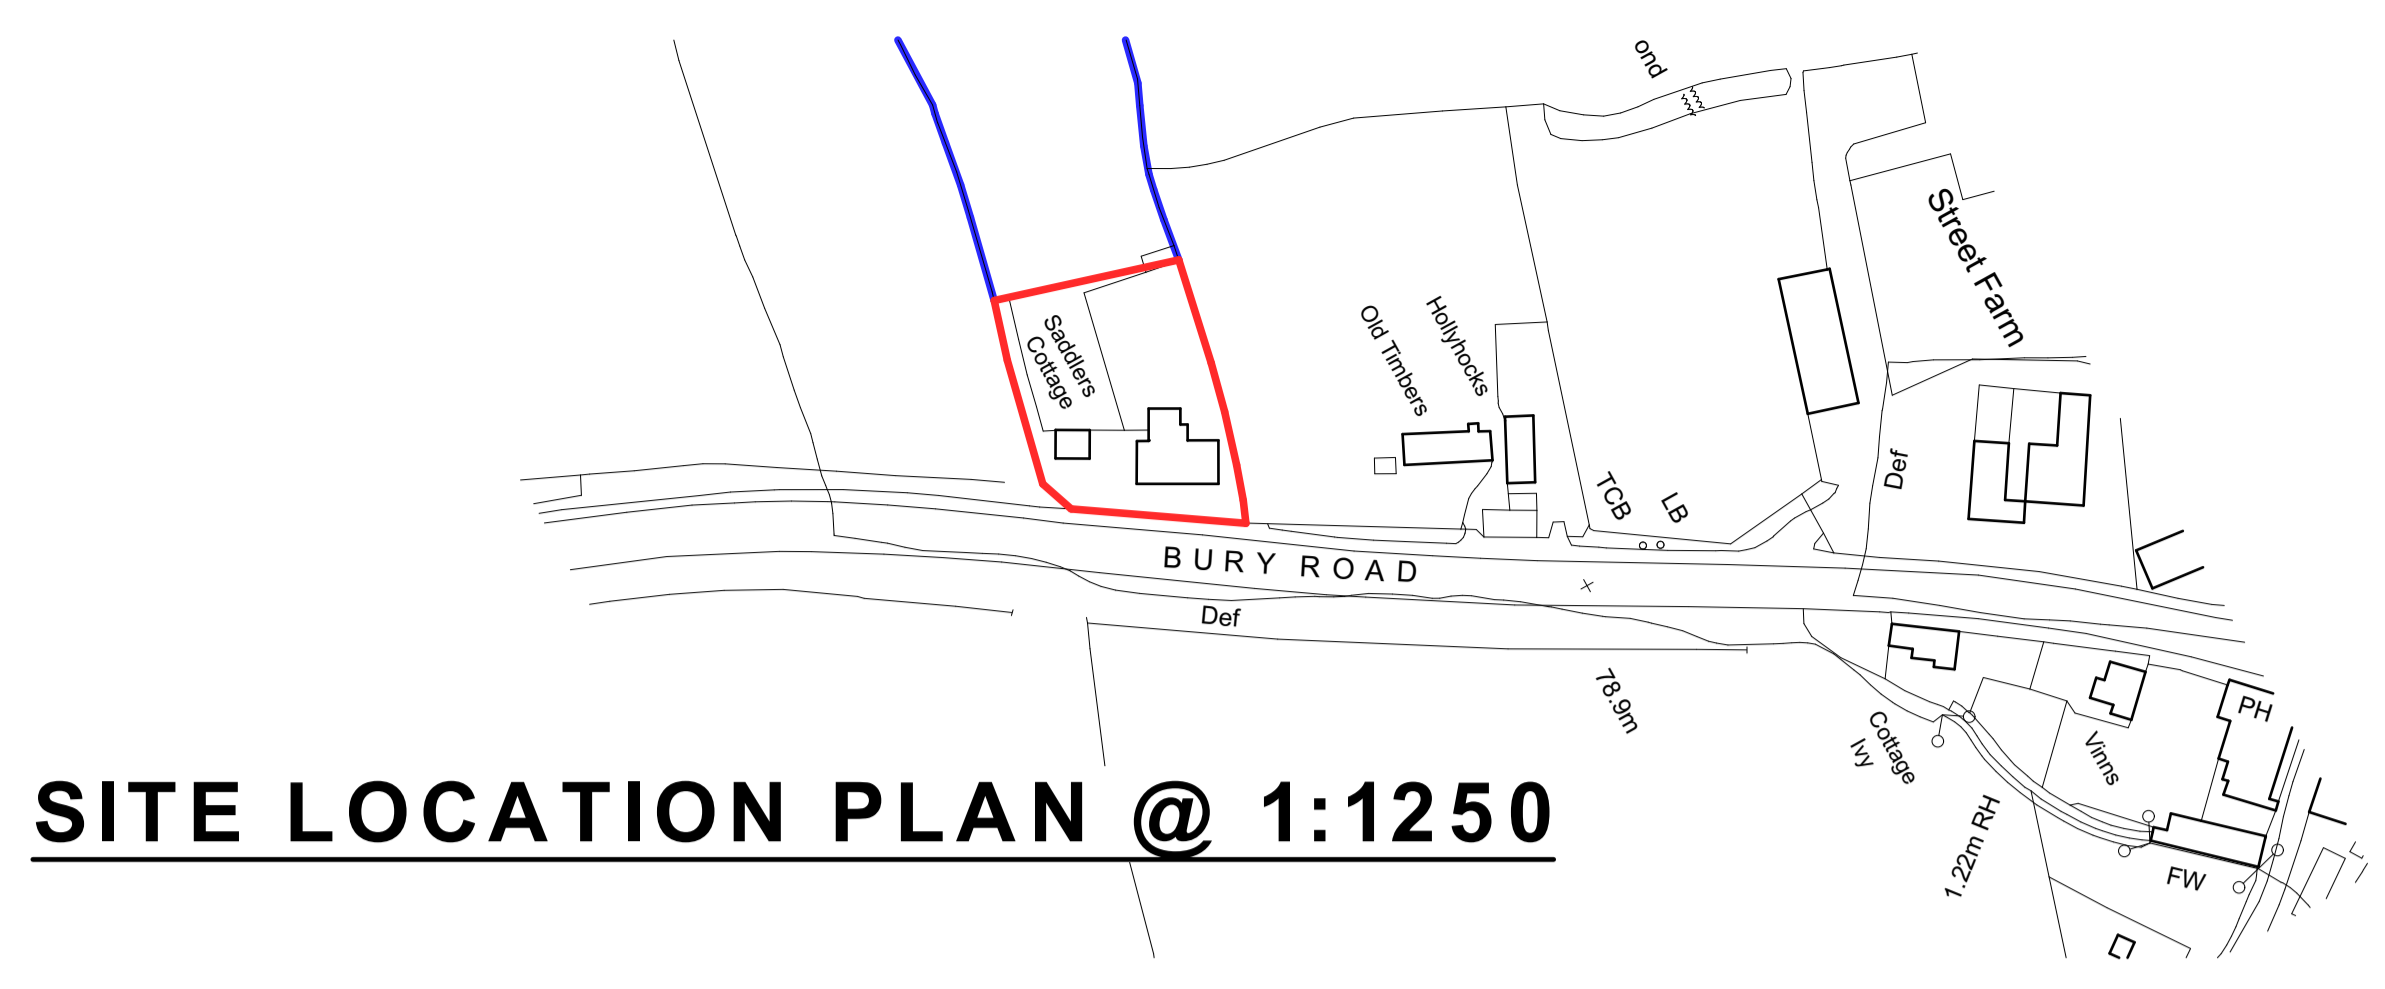 ond
Street Farm
Saddlers
Cottage
Old Timbers
Hollyhocks
TCB
LB
Def
BURY ROAD
Def
78.9m
Cottage
Ivy
Vinns
PH
1.22m RH
FW
SITE LOCATION PLAN @ 1:1250